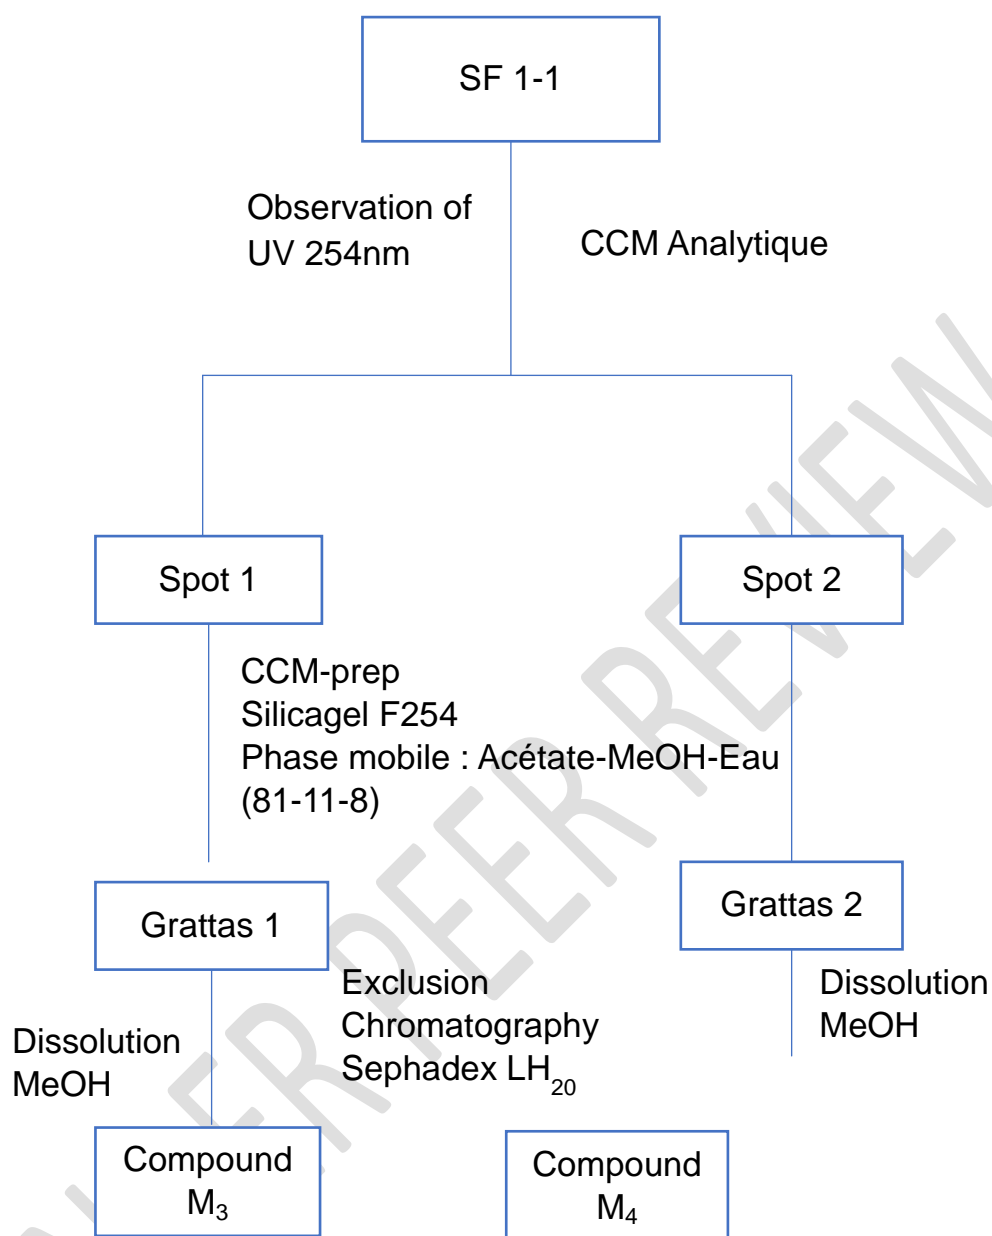 SF 1-1
Observation of
UV 254nm
CCM Analytique
Spot 1
Spot 2
CCM-prep
Silicagel F254
Phase mobile : Acétate-MeOH-Eau
(81-11-8)
Grattas 1
Grattas 2
Exclusion
Chromatography
Sephadex LH20
Dissolution
MeOH
Dissolution
MeOH
Compound
M3
Compound
M4
ER PEER REVIEW